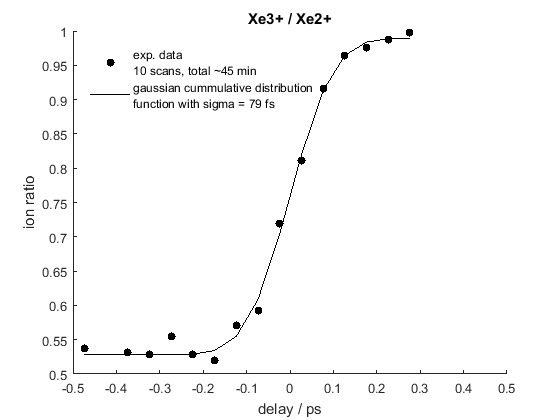 Xe3+ / Xe2+
exp. data
10 scans, total ~45 min
gaussian cummulative distribution
function with sigma = 79 fs
1
0.95
0.9
0.85
0.8
0.75
0.7
0.65
0.6
0.55
0.5
ion ratio
-0.5 -0.4 -0.3 -0.2 -0.1 0 0.1 0.2 0.3 0.4 0.5
delay / ps